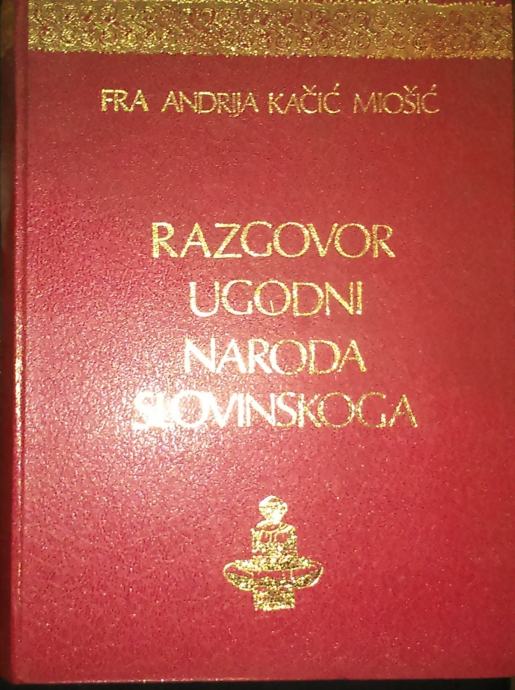 FRA ANDRIJA KAČIĆ MIOŠIĆ
RAZGOVOR
UGODNI
NARODA
SLOVINSKOGA